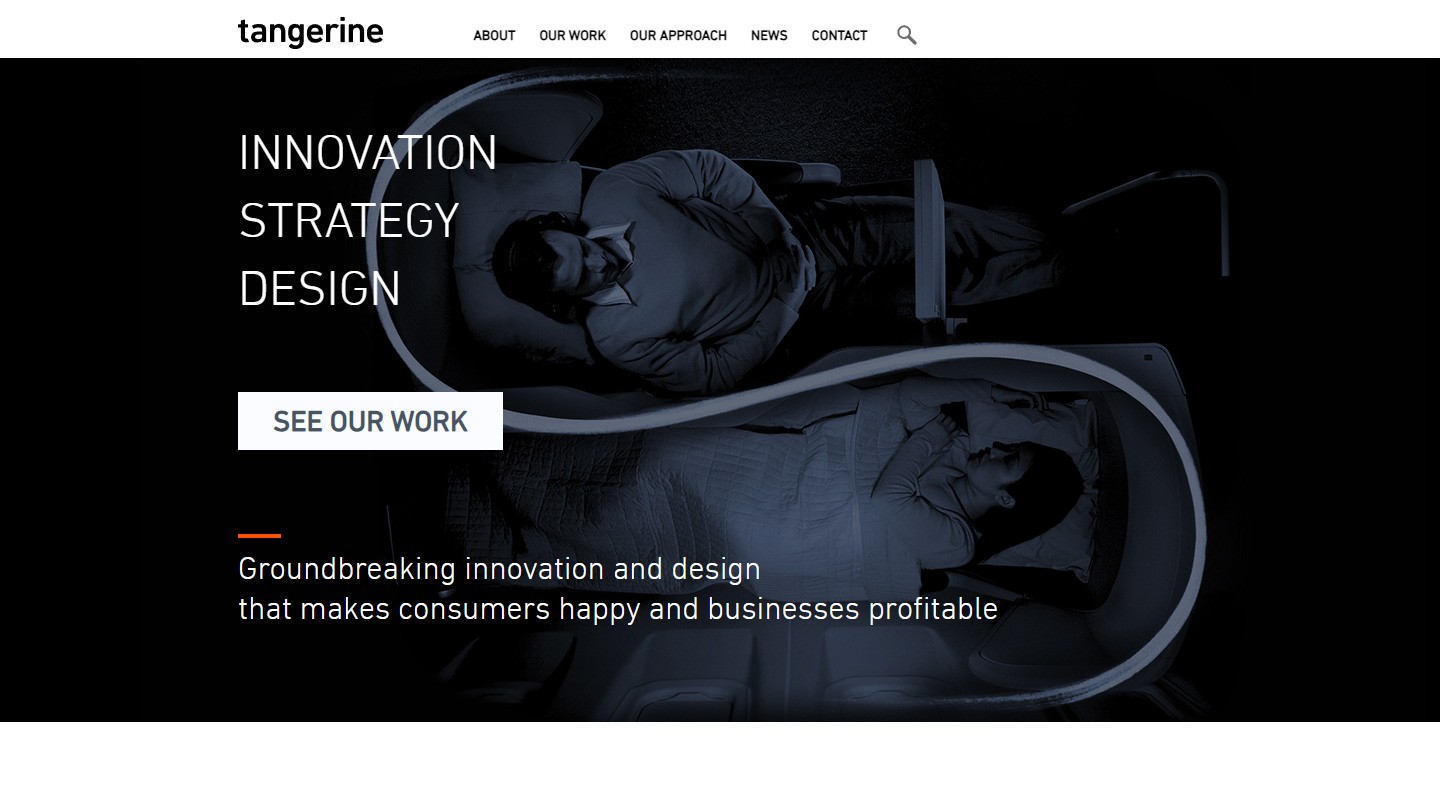 tangerine
ABOUT OUR WORK OUR APPROACH NEWS CONTACT
INNOVATION
STRATEGY
DESIGN
SEE OUR WORK
Groundbreaking innovation and design
that makes consumers happy and businesses profitable